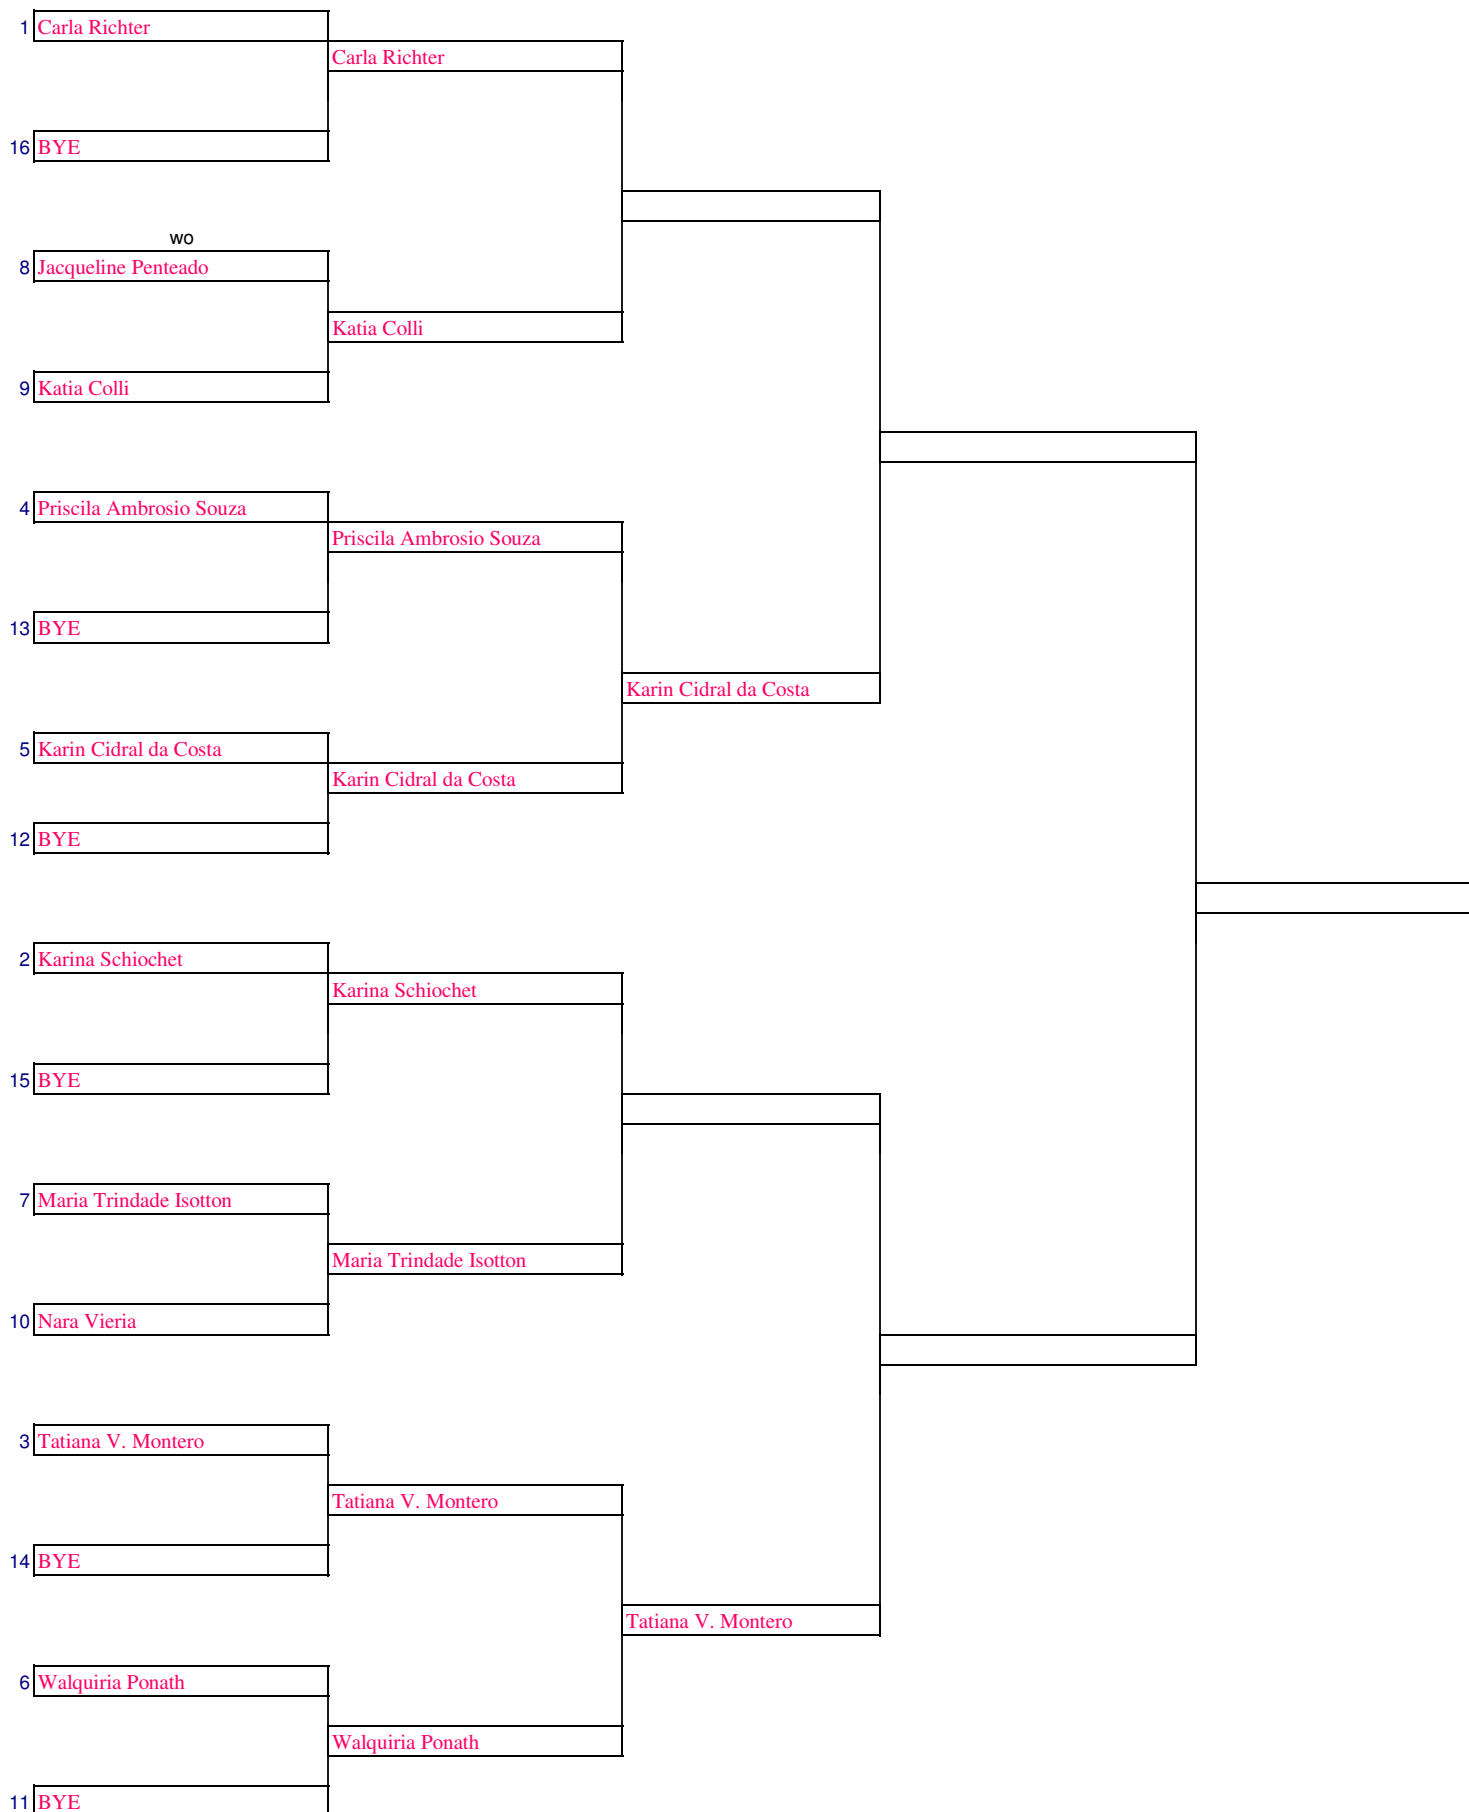 1 Carla Richter
Carla Richter
16 BYE
wo
8 Jacqueline Penteado
Katia Colli
9 Katia Colli
4 Priscila Ambrosio Souza
Priscila Ambrosio Souza
13 BYE
Karin Cidral da Costa
5 Karin Cidral da Costa
Karin Cidral da Costa
12 BYE
2 Karina Schiochet
Karina Schiochet
15 BYE
7 Maria Trindade Isotton
Maria Trindade Isotton
10 Nara Vieria
3 Tatiana V. Montero
Tatiana V. Montero
14 BYE
Tatiana V. Montero
6 Walquiria Ponath
Walquiria Ponath
11 BYE